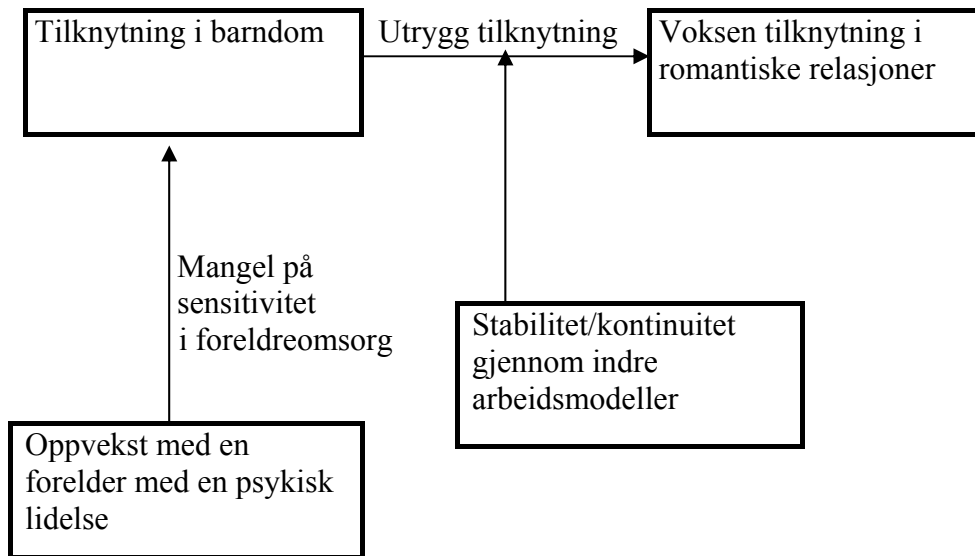 Tilknytning i barndom
Utrygg tilknytning
Voksen tilknytning i
romantiske relasjoner
Mangel på
sensitivitet
i foreldreomsorg
Stabilitet/kontinuitet
gjennom indre
arbeidsmodeller
Oppvekst med en
forelder med en psykisk
lidelse